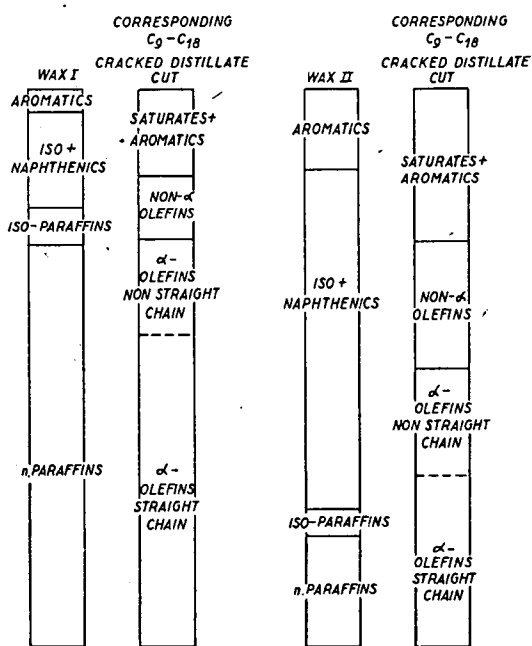 WAX I
AROMATICS
ISO +
NAPHTHENICS
ISO-PARAFFINS
n.PARAFFINS
CORRESPONDING
C9-C18
CRACKED DISTILLATE
CUT
SATURATES+
AROMATICS
NON-α
OLEFINS
α-
OLEFINS
NON STRAIGHT
CHAIN
α-
OLEFINS
STRAIGHT
CHAIN
WAX II
AROMATICS
ISO+
NAPHTHENICS
ISO-PARAFFINS
n.PARAFFINS
CORRESPONDING
C9-C18
CRACKED DISTILLATE
CUT
SATURATES+
AROMATICS
NON-α
OLEFINS
α-
OLEFINS
NON STRAIGHT
CHAIN
α-
OLEFINS
STRAIGHT
CHAIN